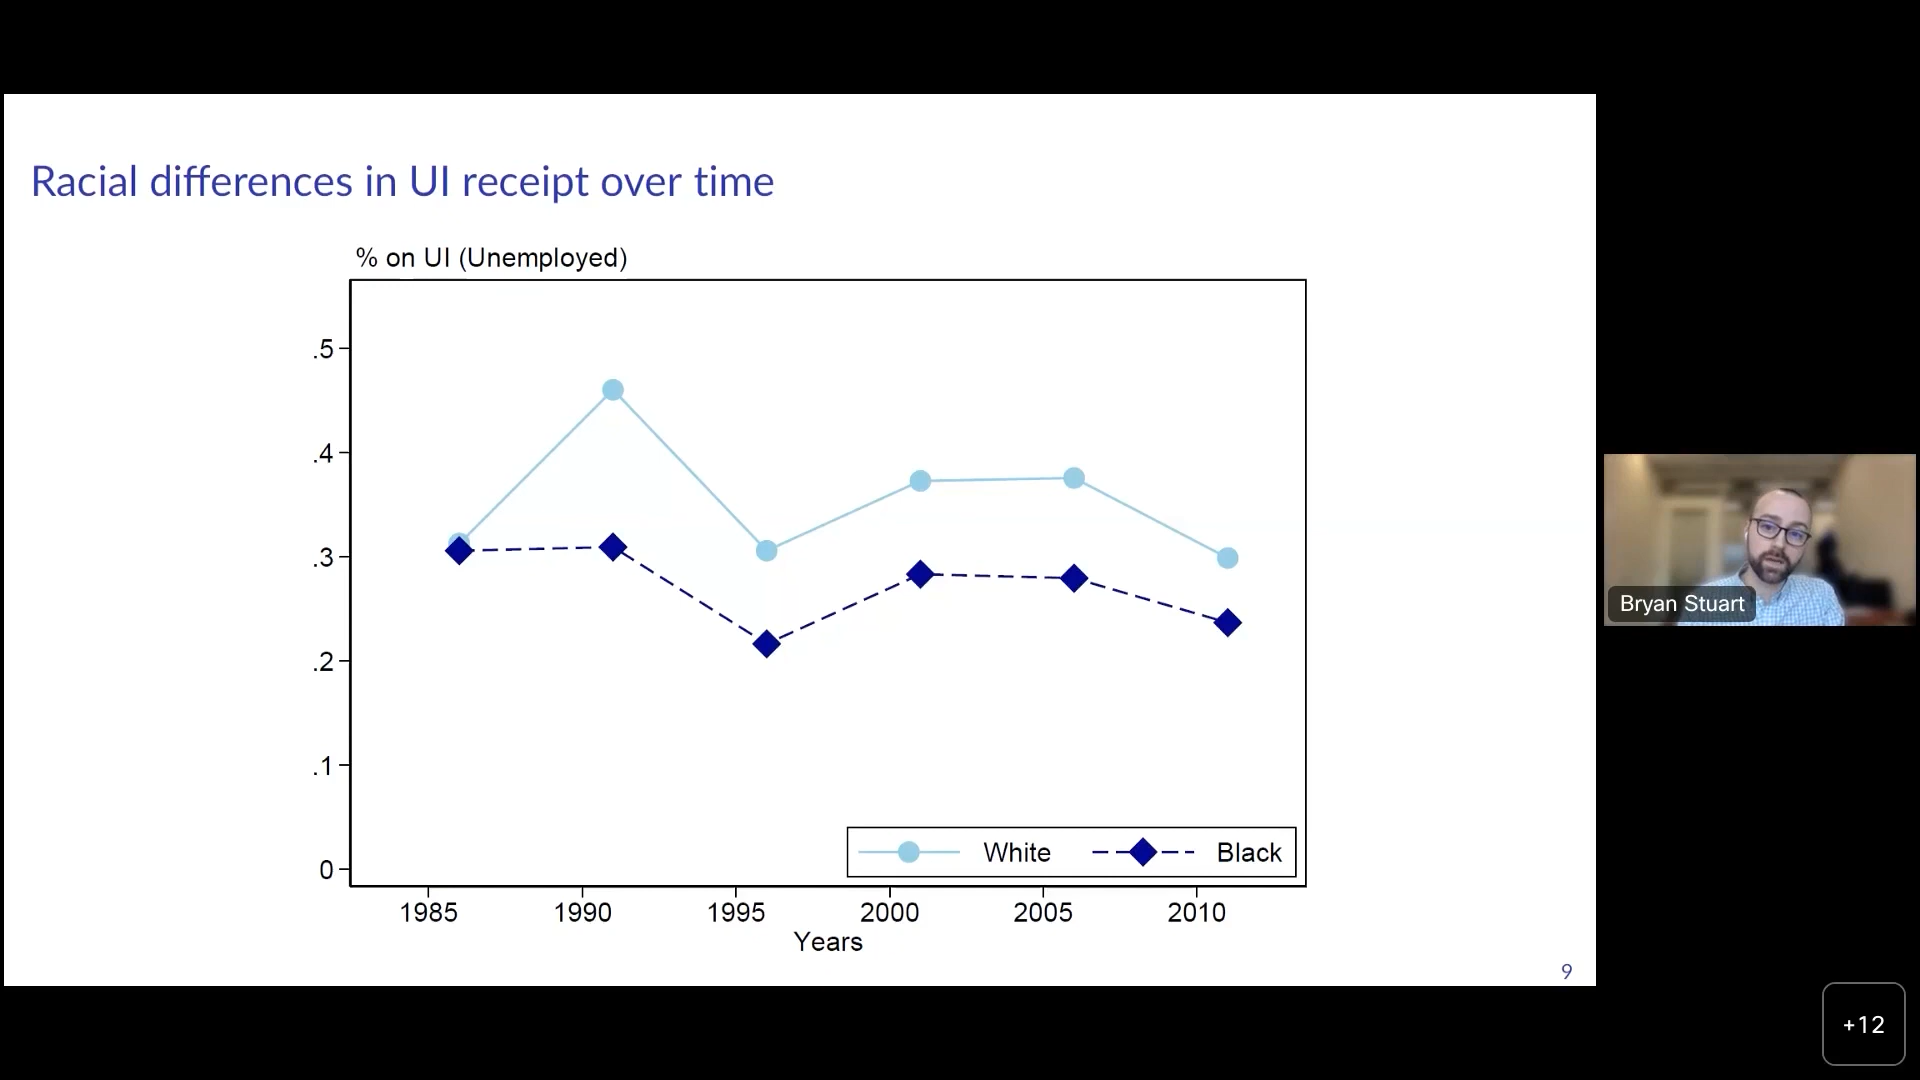 Racial differences in UI receipt over time
% on UI (Unemployed)
.5
.4
.3
.2
.1
0
White
Black
1985
1990
1995
2000
2005
2010
Years
9
Bryan Stuart
+12